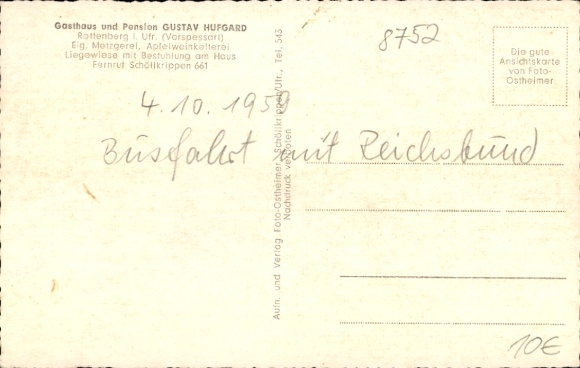 Gasthaus und Pension GUSTAV HUFGARD
Rottenberg i. Ufr. (Vorspessart)
Eig. Metzgerei, Apfelweinkelterei
Liegewiese mit Bestuhlung am Haus
Fernruf Schöllkrippen 661
8752
Die gute
Ansichtskarte
von Foto-
Ostheimer
4.10.1959
Busfahrt mit Reichsbund
Aufn. und Verlag Foto-Ostheimer, Schöllkrippen/Ufr., Tel. 545
Nachdruck verboten
10€